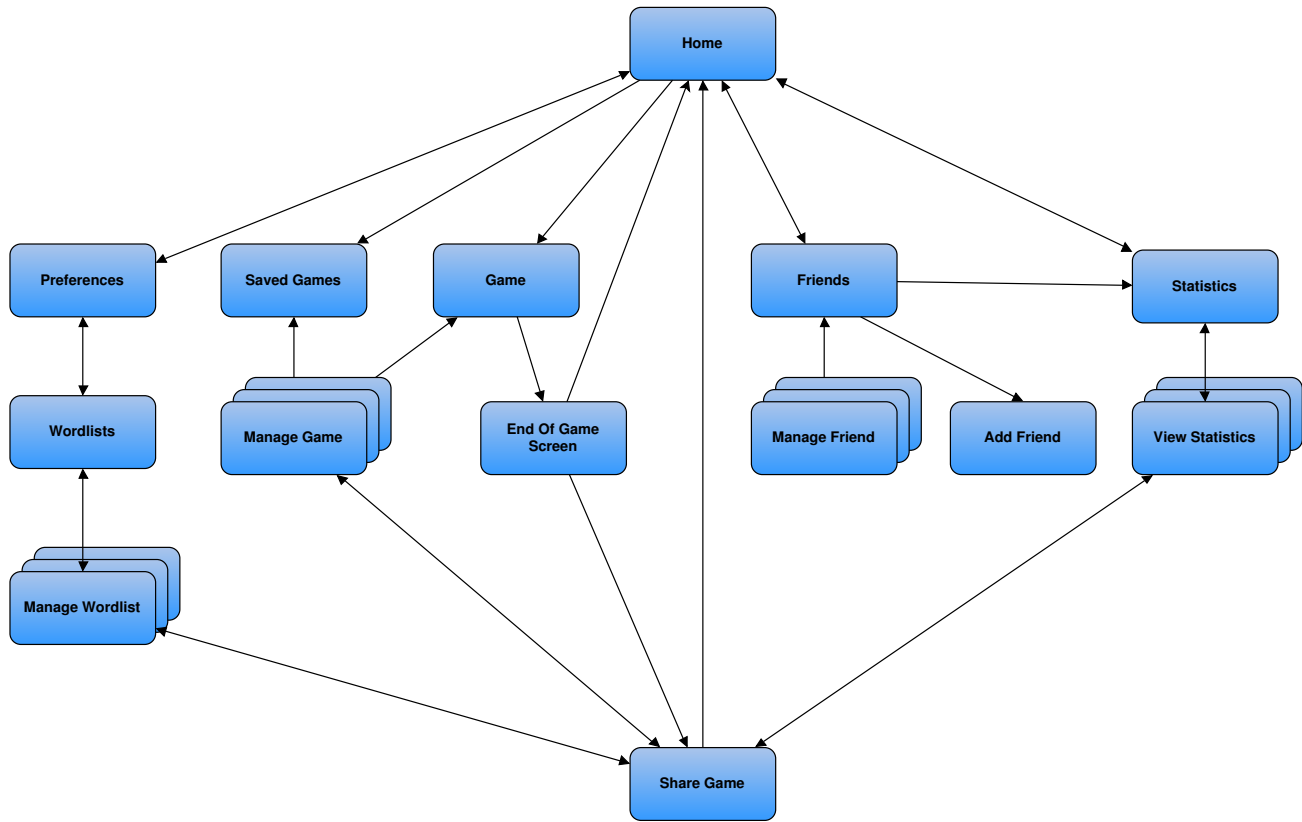 Home
Preferences
Saved Games
Game
Friends
Statistics
Wordlists
Manage Game
End Of Game
Screen
Manage Friend
Add Friend
View Statistics
Manage Wordlist
Share Game